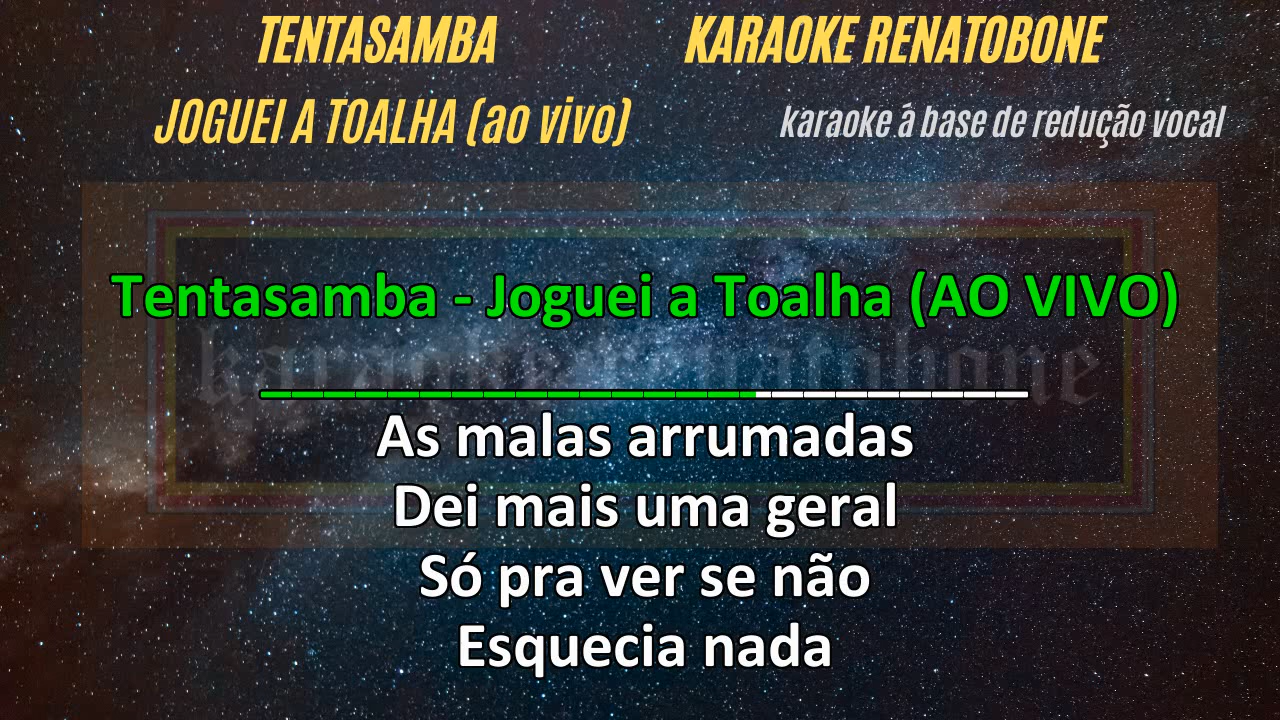 TENTASAMBA
KARAOKE RENATOBONE
JOGUEI A TOALHA (ao vivo)
karaoke á base de redução vocal
Tentasamba - Joguei a Toalha (AO VIVO)
karaokerenatobone
As malas arrumadas
Dei mais uma geral
Só pra ver se não
Esquecia nada